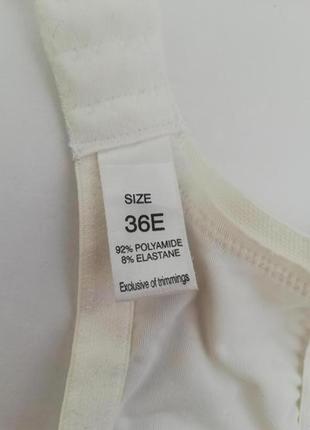 SIZE
36E
92% POLYAMIDE
8% ELASTANE
Exclusive of trimmings